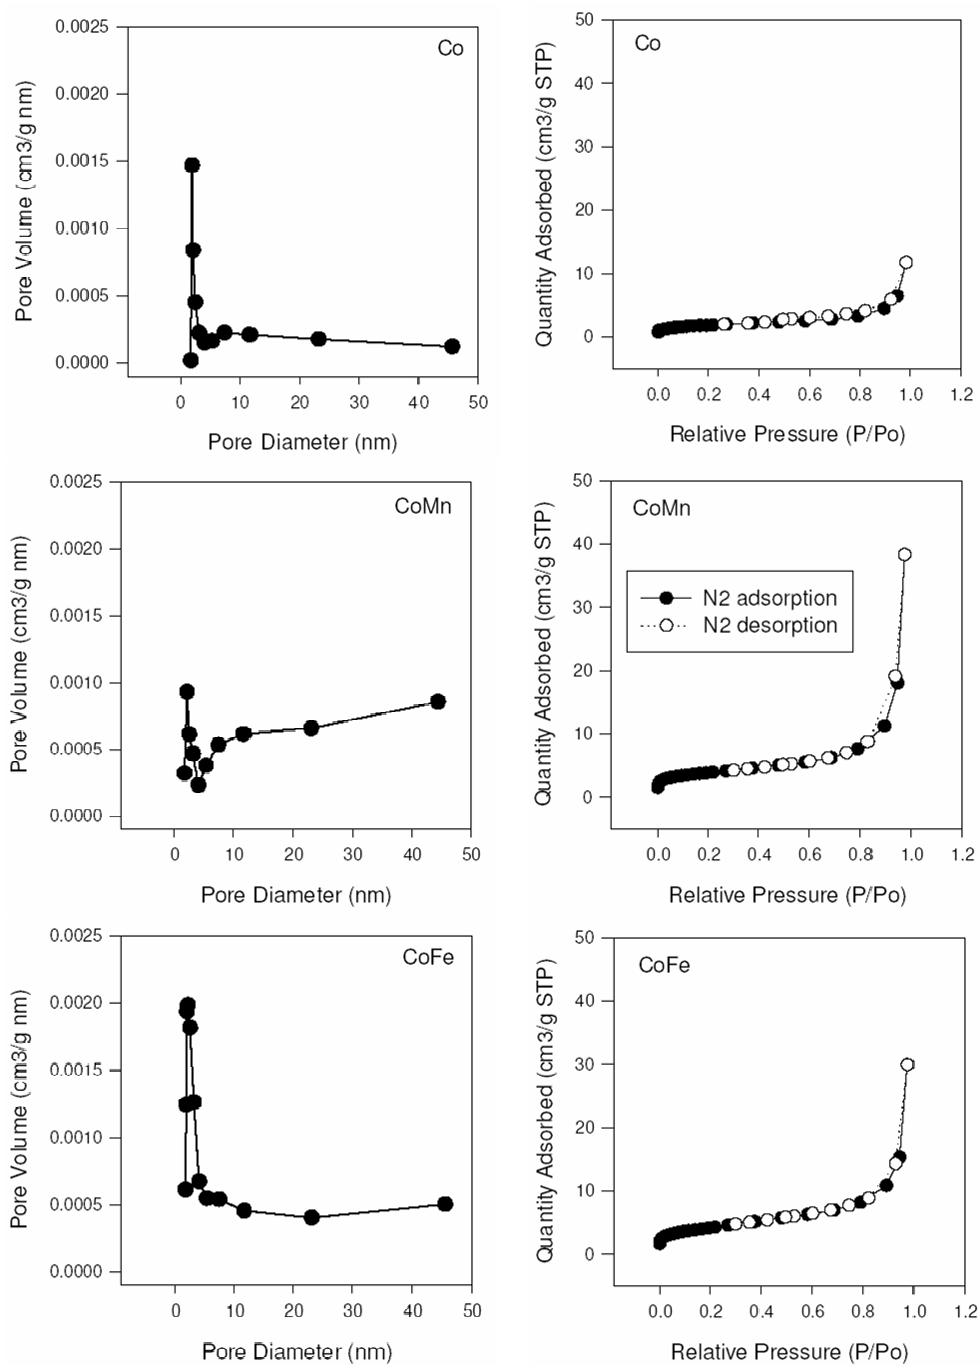 Co
0.0025
0.0020
0.0015
0.0010
0.0005
0.0000
Pore Volume (cm3/g nm)
0 10 20 30 40 50
Pore Diameter (nm)
Co
50
40
30
20
10
0
Quantity Adsorbed (cm3/g STP)
0.0 0.2 0.4 0.6 0.8 1.0 1.2
Relative Pressure (P/Po)
CoMn
0.0025
0.0020
0.0015
0.0010
0.0005
0.0000
Pore Volume (cm3/g nm)
0 10 20 30 40 50
Pore Diameter (nm)
CoMn
N2 adsorption
N2 desorption
50
40
30
20
10
0
Quantity Adsorbed (cm3/g STP)
0.0 0.2 0.4 0.6 0.8 1.0 1.2
Relative Pressure (P/Po)
CoFe
0.0025
0.0020
0.0015
0.0010
0.0005
0.0000
Pore Volume (cm3/g nm)
0 10 20 30 40 50
Pore Diameter (nm)
CoFe
50
40
30
20
10
0
Quantity Adsorbed (cm3/g STP)
0.0 0.2 0.4 0.6 0.8 1.0 1.2
Relative Pressure (P/Po)